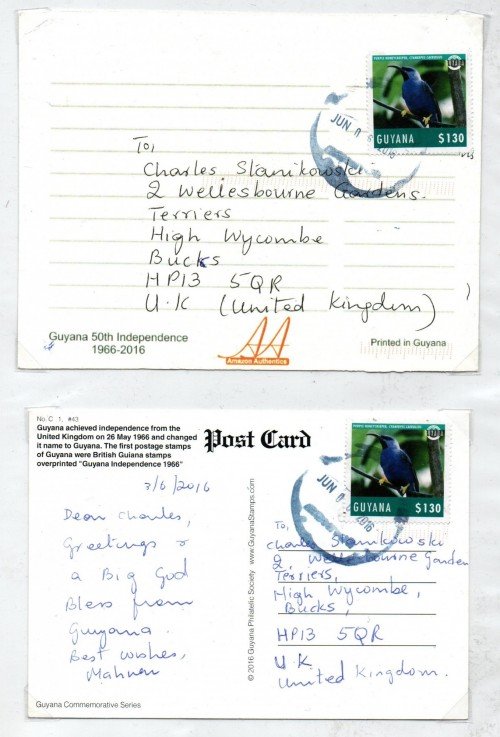 PURPLE HONEYCREEPER, CYANERPES CAERULEUS
GUYANA $130
JUN 2016
To,
Charles Stanikowski
2 Wellesbourne Gardens.
Terriers
High Wycombe
Bucks
HP13 5QR
U.K (United Kingdom)
Guyana 50th Independence
1966-2016
AA
Amazon Authentics
Printed in Guyana
No. C 1, #43
Guyana achieved independence from the
United Kingdom on 26 May 1966 and changed
it name to Guyana. The first postage stamps
of Guyana were British Guiana stamps
overprinted "Guyana Independence 1966"
Post Card
PURPLE HONEYCREEPER, CYANERPES CAERULEUS
GUYANA $130
JUN 2016
3/6/2016
Dear Charles,
Greetings &
a Big God
Bless from
Guyana.
Best wishes,
© 2016 Guyana Philatelic Society www.GuyanaStamps.com
To,
Charles Stanikowski
2, Wellesbourne Garden
Terriers,
High Wycombe,
Bucks,
HP13 5QR
U.K
United Kingdom.
Guyana Commemorative Series